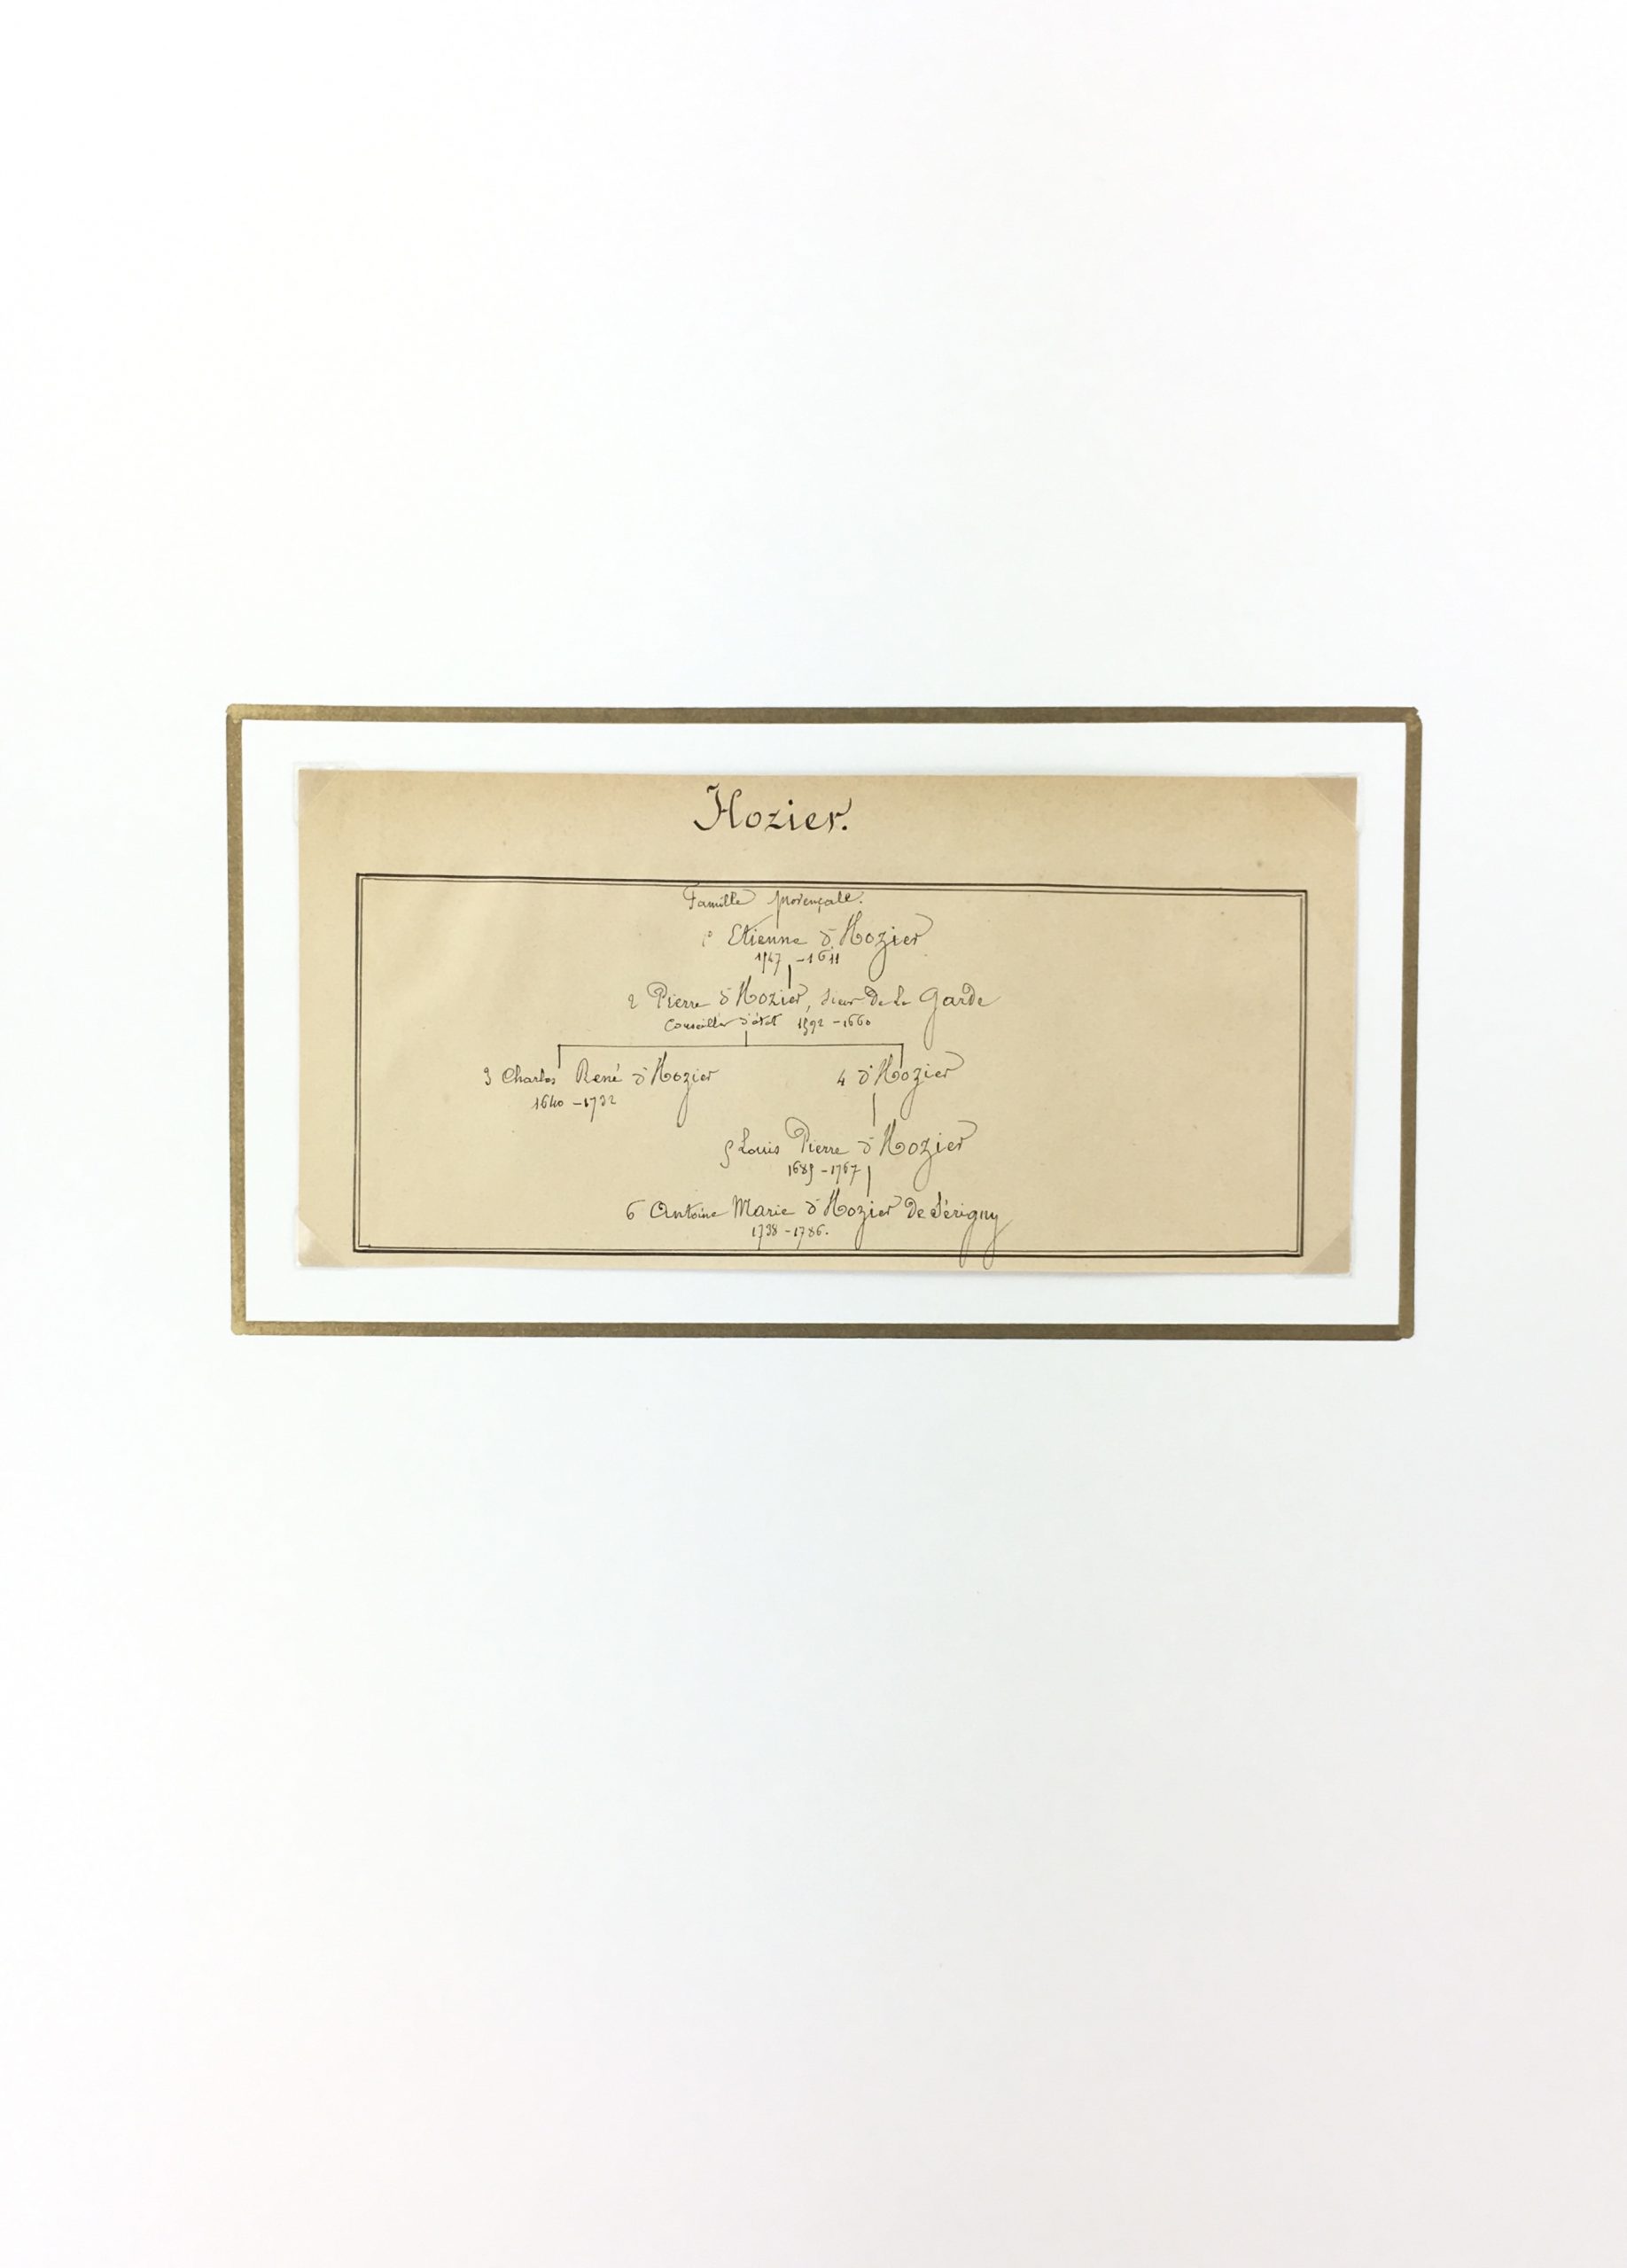 Hozier.
Famille provençale.
1º Etienne d'Hozier
1547 - 1611
2 Pierre d'Hozier, sieur De La Garde
Conseiller d'état 1592 - 1660
3 Charles René d'Hozier 4 d'Hozier
1640 - 1732
5 Louis Pierre d'Hozier
1685 - 1767
6 Antoine Marie d'Hozier De Sérigny
1738 - 1786.